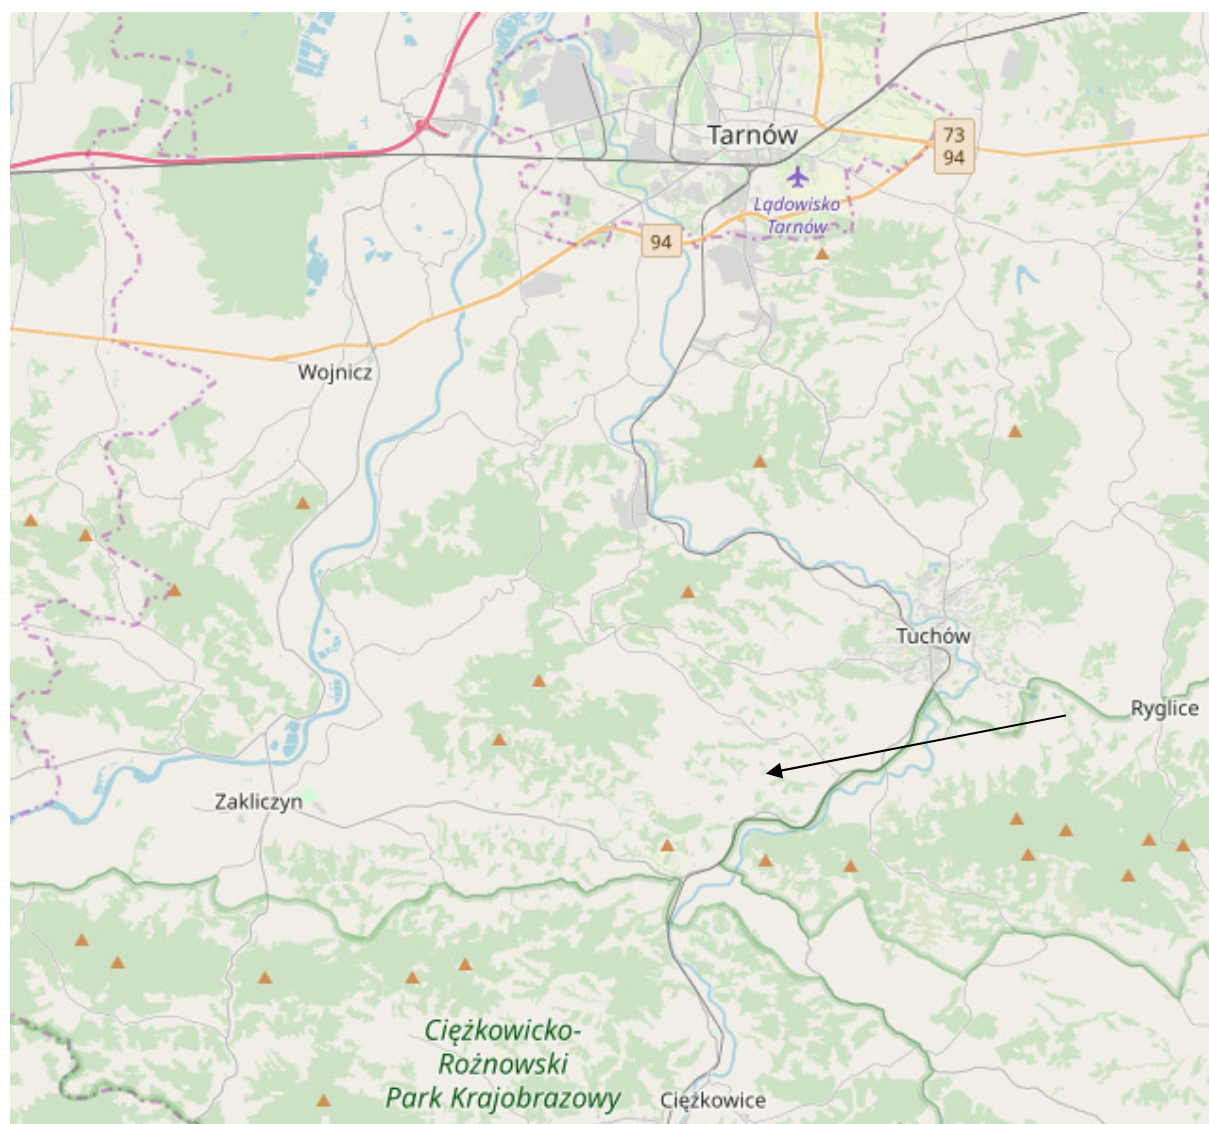 Tarnów
73
94
Lądowisko
Tarnów
94
Wojnicz
Tuchów
Ryglice
Zakliczyn
Ciężkowicko-
Rożnowski
Park Krajobrazowy
Ciężkowice